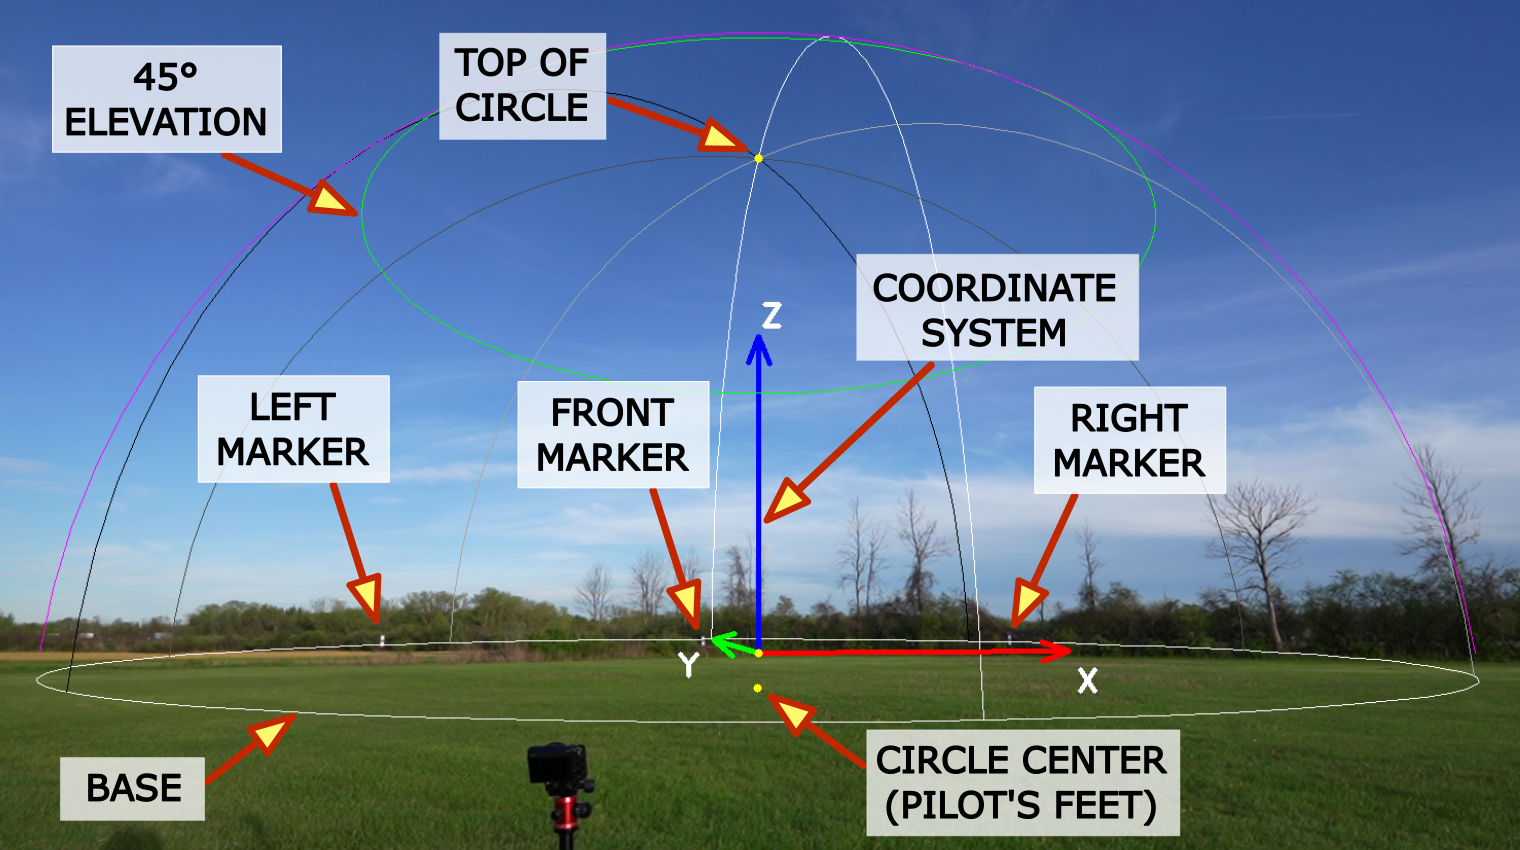 45°
ELEVATION
TOP OF
CIRCLE
COORDINATE
SYSTEM
Z
LEFT
MARKER
FRONT
MARKER
RIGHT
MARKER
Y
X
BASE
CIRCLE CENTER
(PILOT'S FEET)